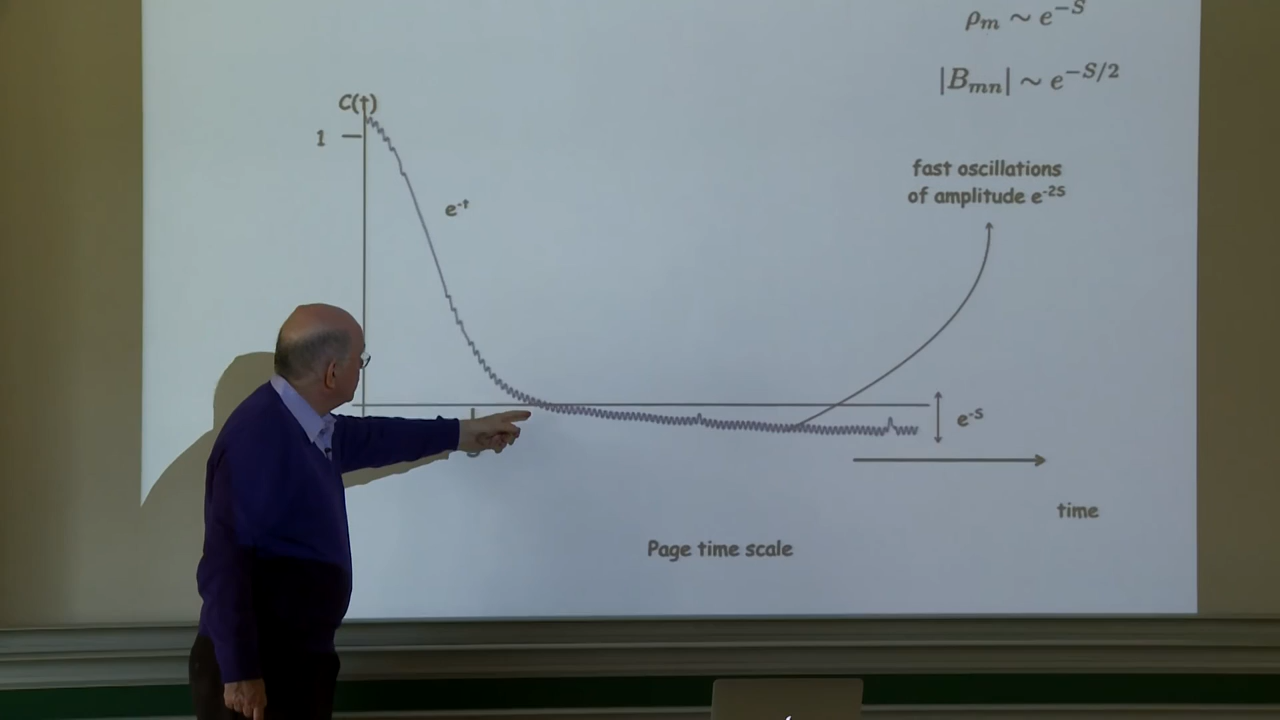 ρₘ ~ e⁻ˢ
|Bₘₙ| ~ e⁻ˢ/²
C(t)
1
e⁻ᵗ
fast oscillations
of amplitude e⁻²ˢ
e⁻ˢ
time
Page time scale